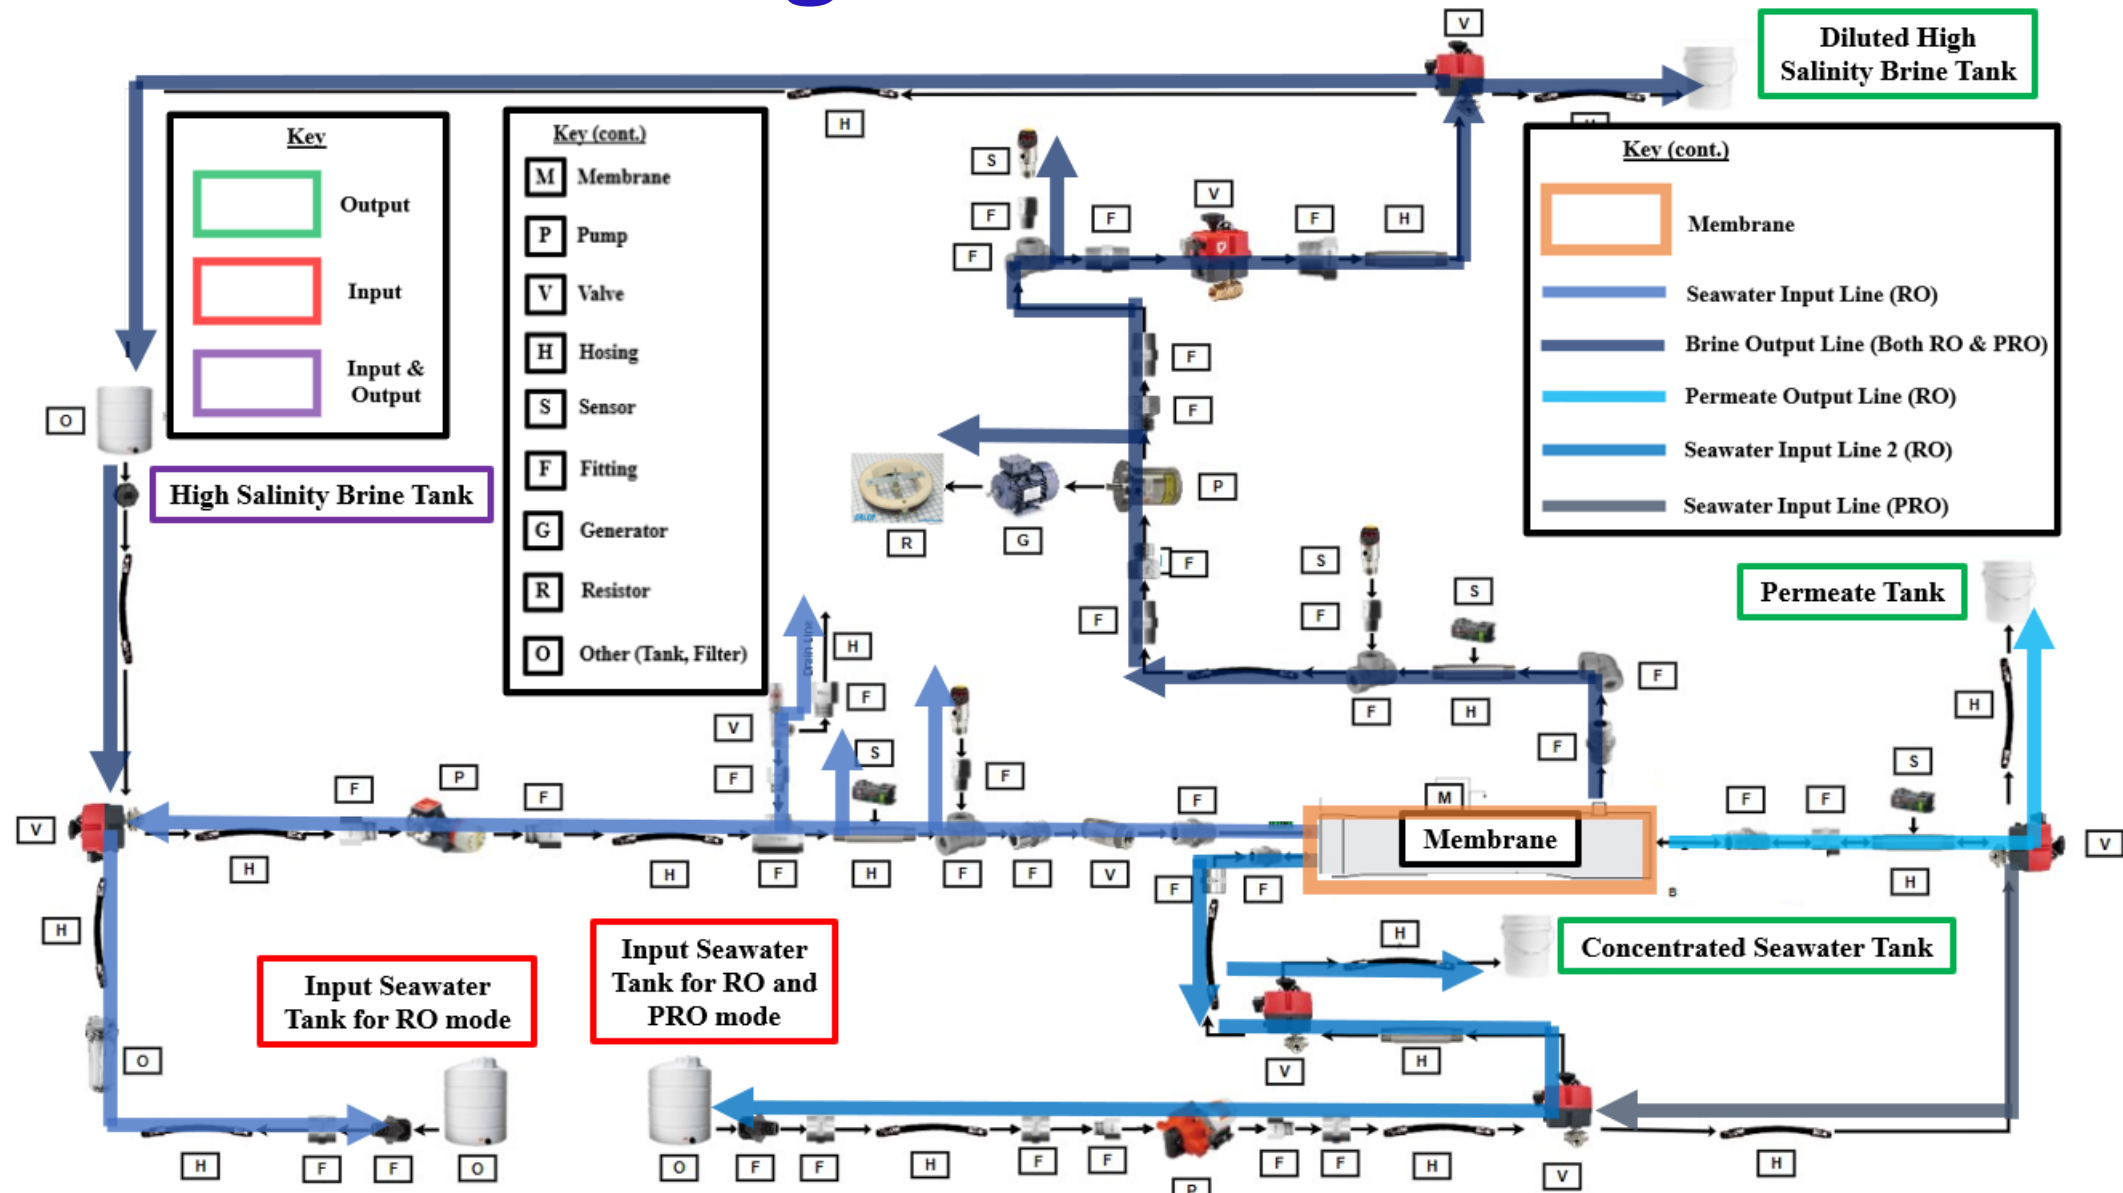 V
Diluted High
Salinity Brine Tank
H
Key
Output
Input
Input &
Output
Key (cont.)
M Membrane
P Pump
V Valve
H Hosing
S Sensor
F Fitting
G Generator
R Resistor
O Other (Tank, Filter)
Key (cont.)
Membrane
Seawater Input Line (RO)
Brine Output Line (Both RO & PRO)
Permeate Output Line (RO)
Seawater Input Line 2 (RO)
Seawater Input Line (PRO)
S
F
F
F
V
F
H
F
F
P
R
G
F
F
O
High Salinity Brine Tank
S
F
S
F
F
H
F
Permeate Tank
H
Drain Line
H
F
V
F
S
F
V
F
P
F
H
H
F
H
F
F
V
F
F
F
M
Membrane
B
F
F
S
H
V
H
Input Seawater
Tank for RO mode
Input Seawater
Tank for RO and
PRO mode
H
Concentrated Seawater Tank
O
V
H
H
F
F
O
O
F
F
H
F
F
P
F
F
H
V
H